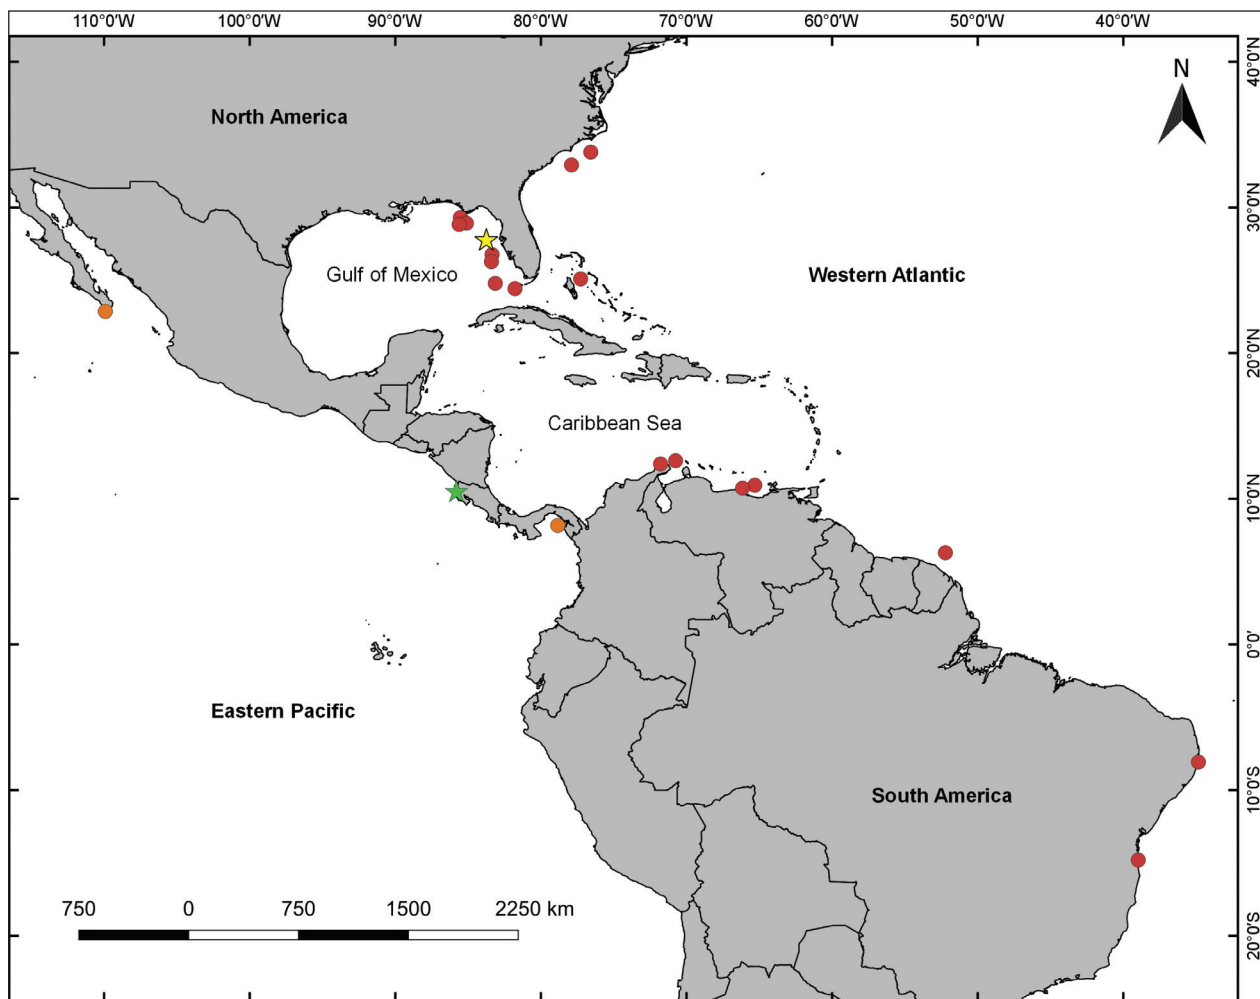 110°0'W 100°0'W 90°0'W 80°0'W 70°0'W 60°0'W 50°0'W 40°0'W
40°0'N
N
North America
30°0'N
Gulf of Mexico
Western Atlantic
20°0'N
Caribbean Sea
10°0'N
0°0'
Eastern Pacific
South America
10°0'S
750 0 750 1500 2250 km
20°0'S